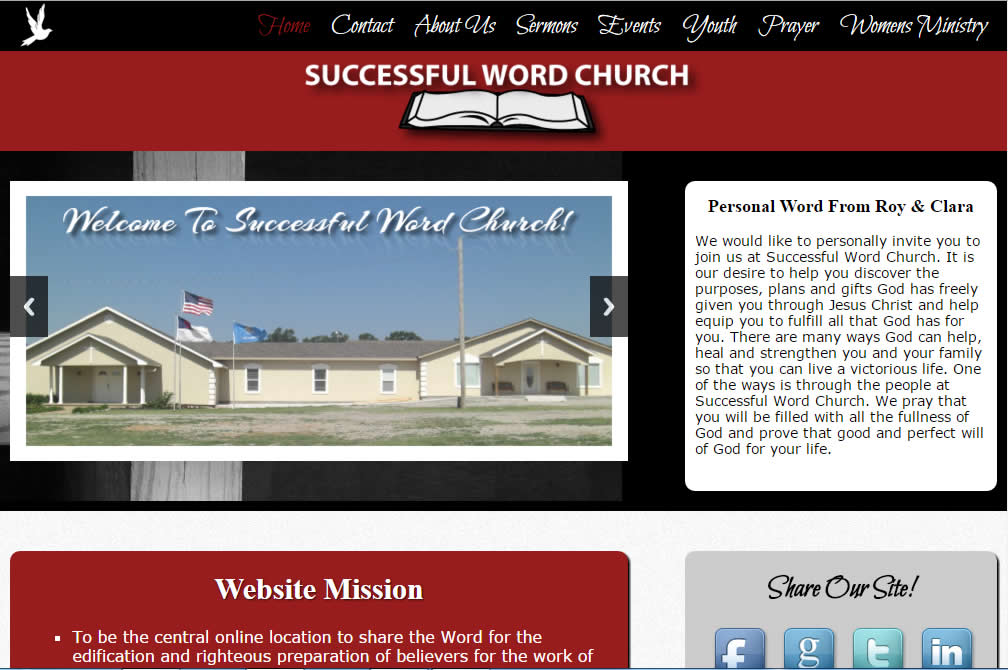 Home Contact About Us Sermons Events Youth Prayer Womens Ministry
SUCCESSFUL WORD CHURCH
Welcome To Successful Word Church!
Personal Word From Roy & Clara
We would like to personally invite you to
join us at Successful Word Church. It is
our desire to help you discover the
purposes, plans and gifts God has freely
given you through Jesus Christ and help
equip you to fulfill all that God has for
you. There are many ways God can help,
heal and strengthen you and your family
so that you can live a victorious life. One
of the ways is through the people at
Successful Word Church. We pray that
you will be filled with all the fullness of
God and prove that good and perfect will
of God for your life.
Website Mission
To be the central online location to share the Word for the
edification and righteous preparation of believers for the work of
Share Our Site!
f g t in